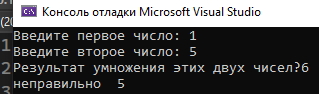 Консоль отладки Microsoft Visual Studio
Введите первое число: 1
Введите второе число: 5
Результат умножения этих двух чисел?6
неправильно  5